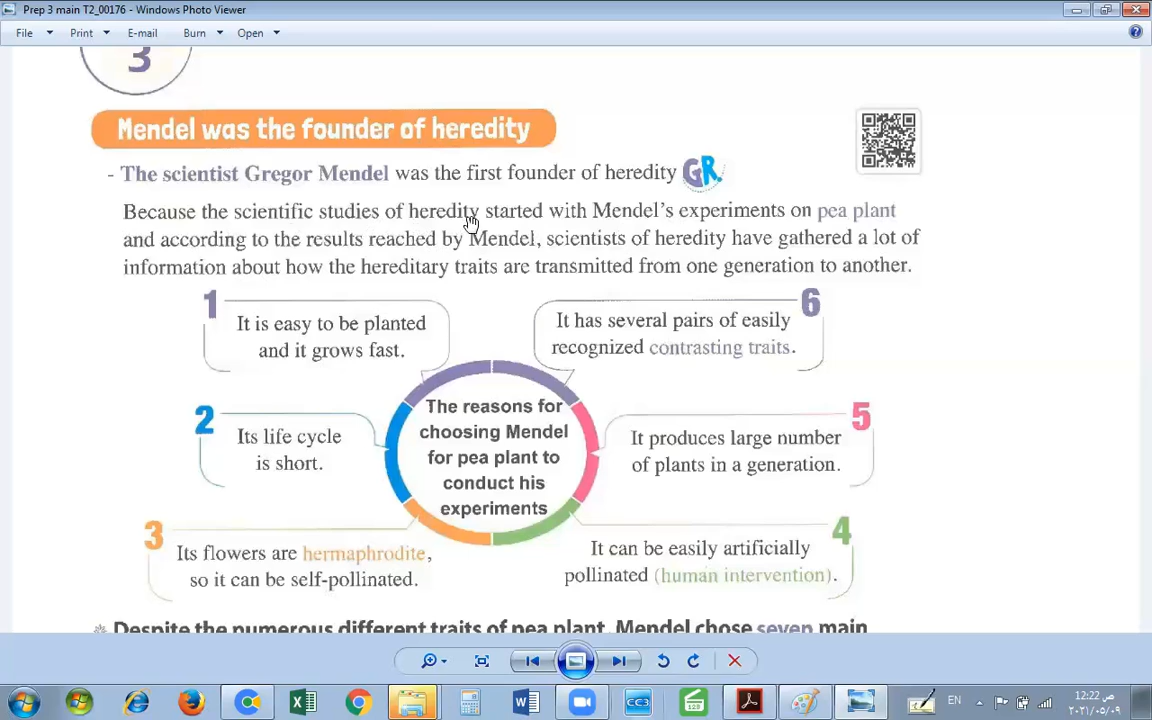 Prep 3 main T2_00176 - Windows Photo Viewer
File Print E-mail Burn Open
3
Mendel was the founder of heredity
- The scientist Gregor Mendel was the first founder of heredity GR.
Because the scientific studies of heredity started with Mendel's experiments on pea plant
and according to the results reached by Mendel, scientists of heredity have gathered a lot of
information about how the hereditary traits are transmitted from one generation to another.
1
It is easy to be planted
and it grows fast.
6
It has several pairs of easily
recognized contrasting traits.
The reasons for
choosing Mendel
for pea plant to
conduct his
experiments
2
Its life cycle
is short.
5
It produces large number
of plants in a generation.
3
Its flowers are hermaphrodite,
so it can be self-pollinated.
4
It can be easily artificially
pollinated (human intervention).
Despite the numerous different traits of pea plant, Mendel chose seven main
CC3
123
EN
12:22 ص
٢٠٢١/٠٥/٠٩